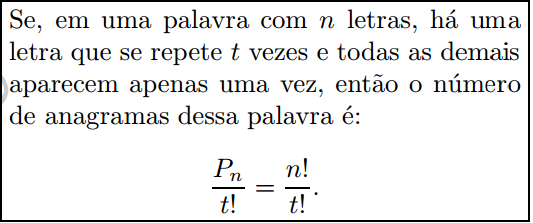 Se, em uma palavra com n letras, há uma
letra que se repete t vezes e todas as demais
aparecem apenas uma vez, então o número
de anagramas dessa palavra é:
P_n/t! = n!/t!.